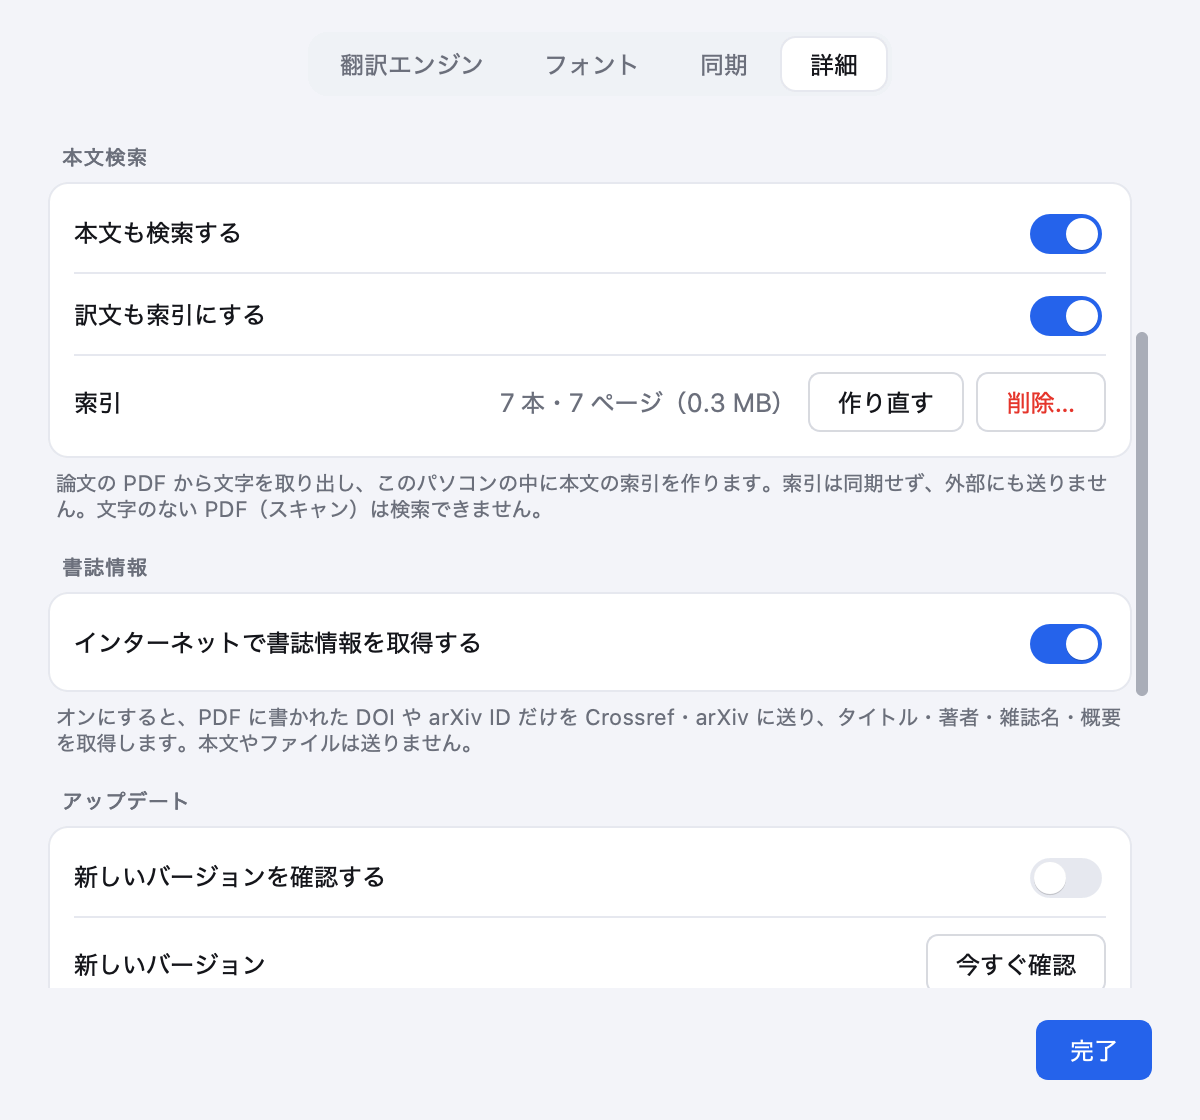 翻訳エンジン フォント 同期 詳細
本文検索
本文も検索する
訳文も索引にする
索引 7 本・7 ページ（0.3 MB） 作り直す 削除...
論文の PDF から文字を取り出し、このパソコンの中に本文の索引を作ります。索引は同期せず、外部にも送りませ
ん。文字のない PDF（スキャン）は検索できません。
書誌情報
インターネットで書誌情報を取得する
オンにすると、PDF に書かれた DOI や arXiv ID だけを Crossref・arXiv に送り、タイトル・著者・雑誌名・概要
を取得します。本文やファイルは送りません。
アップデート
新しいバージョンを確認する
新しいバージョン 今すぐ確認
完了